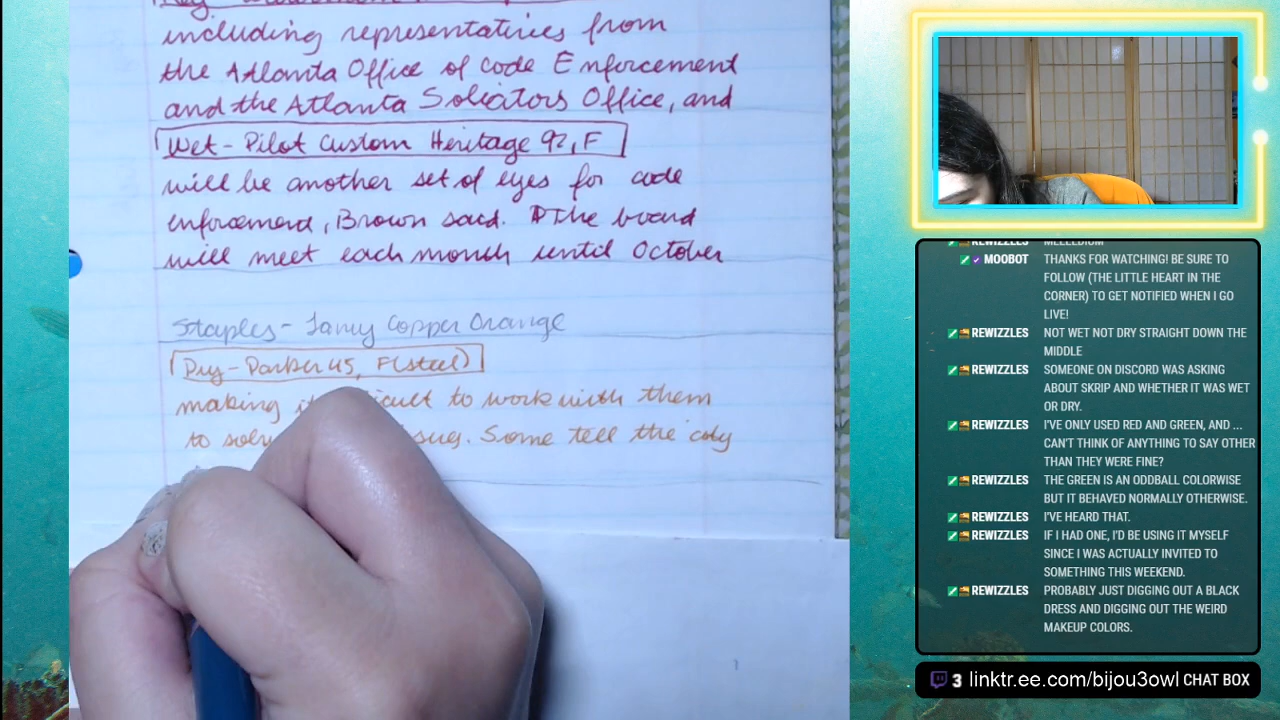 including representatives from
the Atlanta Office of Code Enforcement
and the Atlanta Soliciators Office, and
Wet- Pilot Custom Heritage 92, F
will be another set of eyes for code
enforcement, Brown said. The board
will meet each month until October
Staples- Fancy Copper Orange
Dry-Parker 45, F(steel)
making to work with them
to Some tell the city
REWIZZLES MEEEEDIUM
MOOBOT THANKS FOR WATCHING! BE SURE TO
FOLLOW (THE LITTLE HEART IN THE
CORNER) TO GET NOTIFIED WHEN I GO
LIVE!
REWIZZLES NOT WET NOT DRY STRAIGHT DOWN THE
MIDDLE
REWIZZLES SOMEONE ON DISCORD WAS ASKING
ABOUT SKRIP AND WHETHER IT WAS WET
OR DRY.
REWIZZLES I'VE ONLY USED RED AND GREEN, AND ...
CAN'T THINK OF ANYTHING TO SAY OTHER
THAN THEY WERE FINE?
REWIZZLES THE GREEN IS AN ODDBALL COLORWISE
BUT IT BEHAVED NORMALLY OTHERWISE.
REWIZZLES I'VE HEARD THAT.
REWIZZLES IF I HAD ONE, I'D BE USING IT MYSELF
SINCE I WAS ACTUALLY INVITED TO
SOMETHING THIS WEEKEND.
REWIZZLES PROBABLY JUST DIGGING OUT A BLACK
DRESS AND DIGGING OUT THE WEIRD
MAKEUP COLORS.
3 linktr.ee.com/bijou3owl CHAT BOX